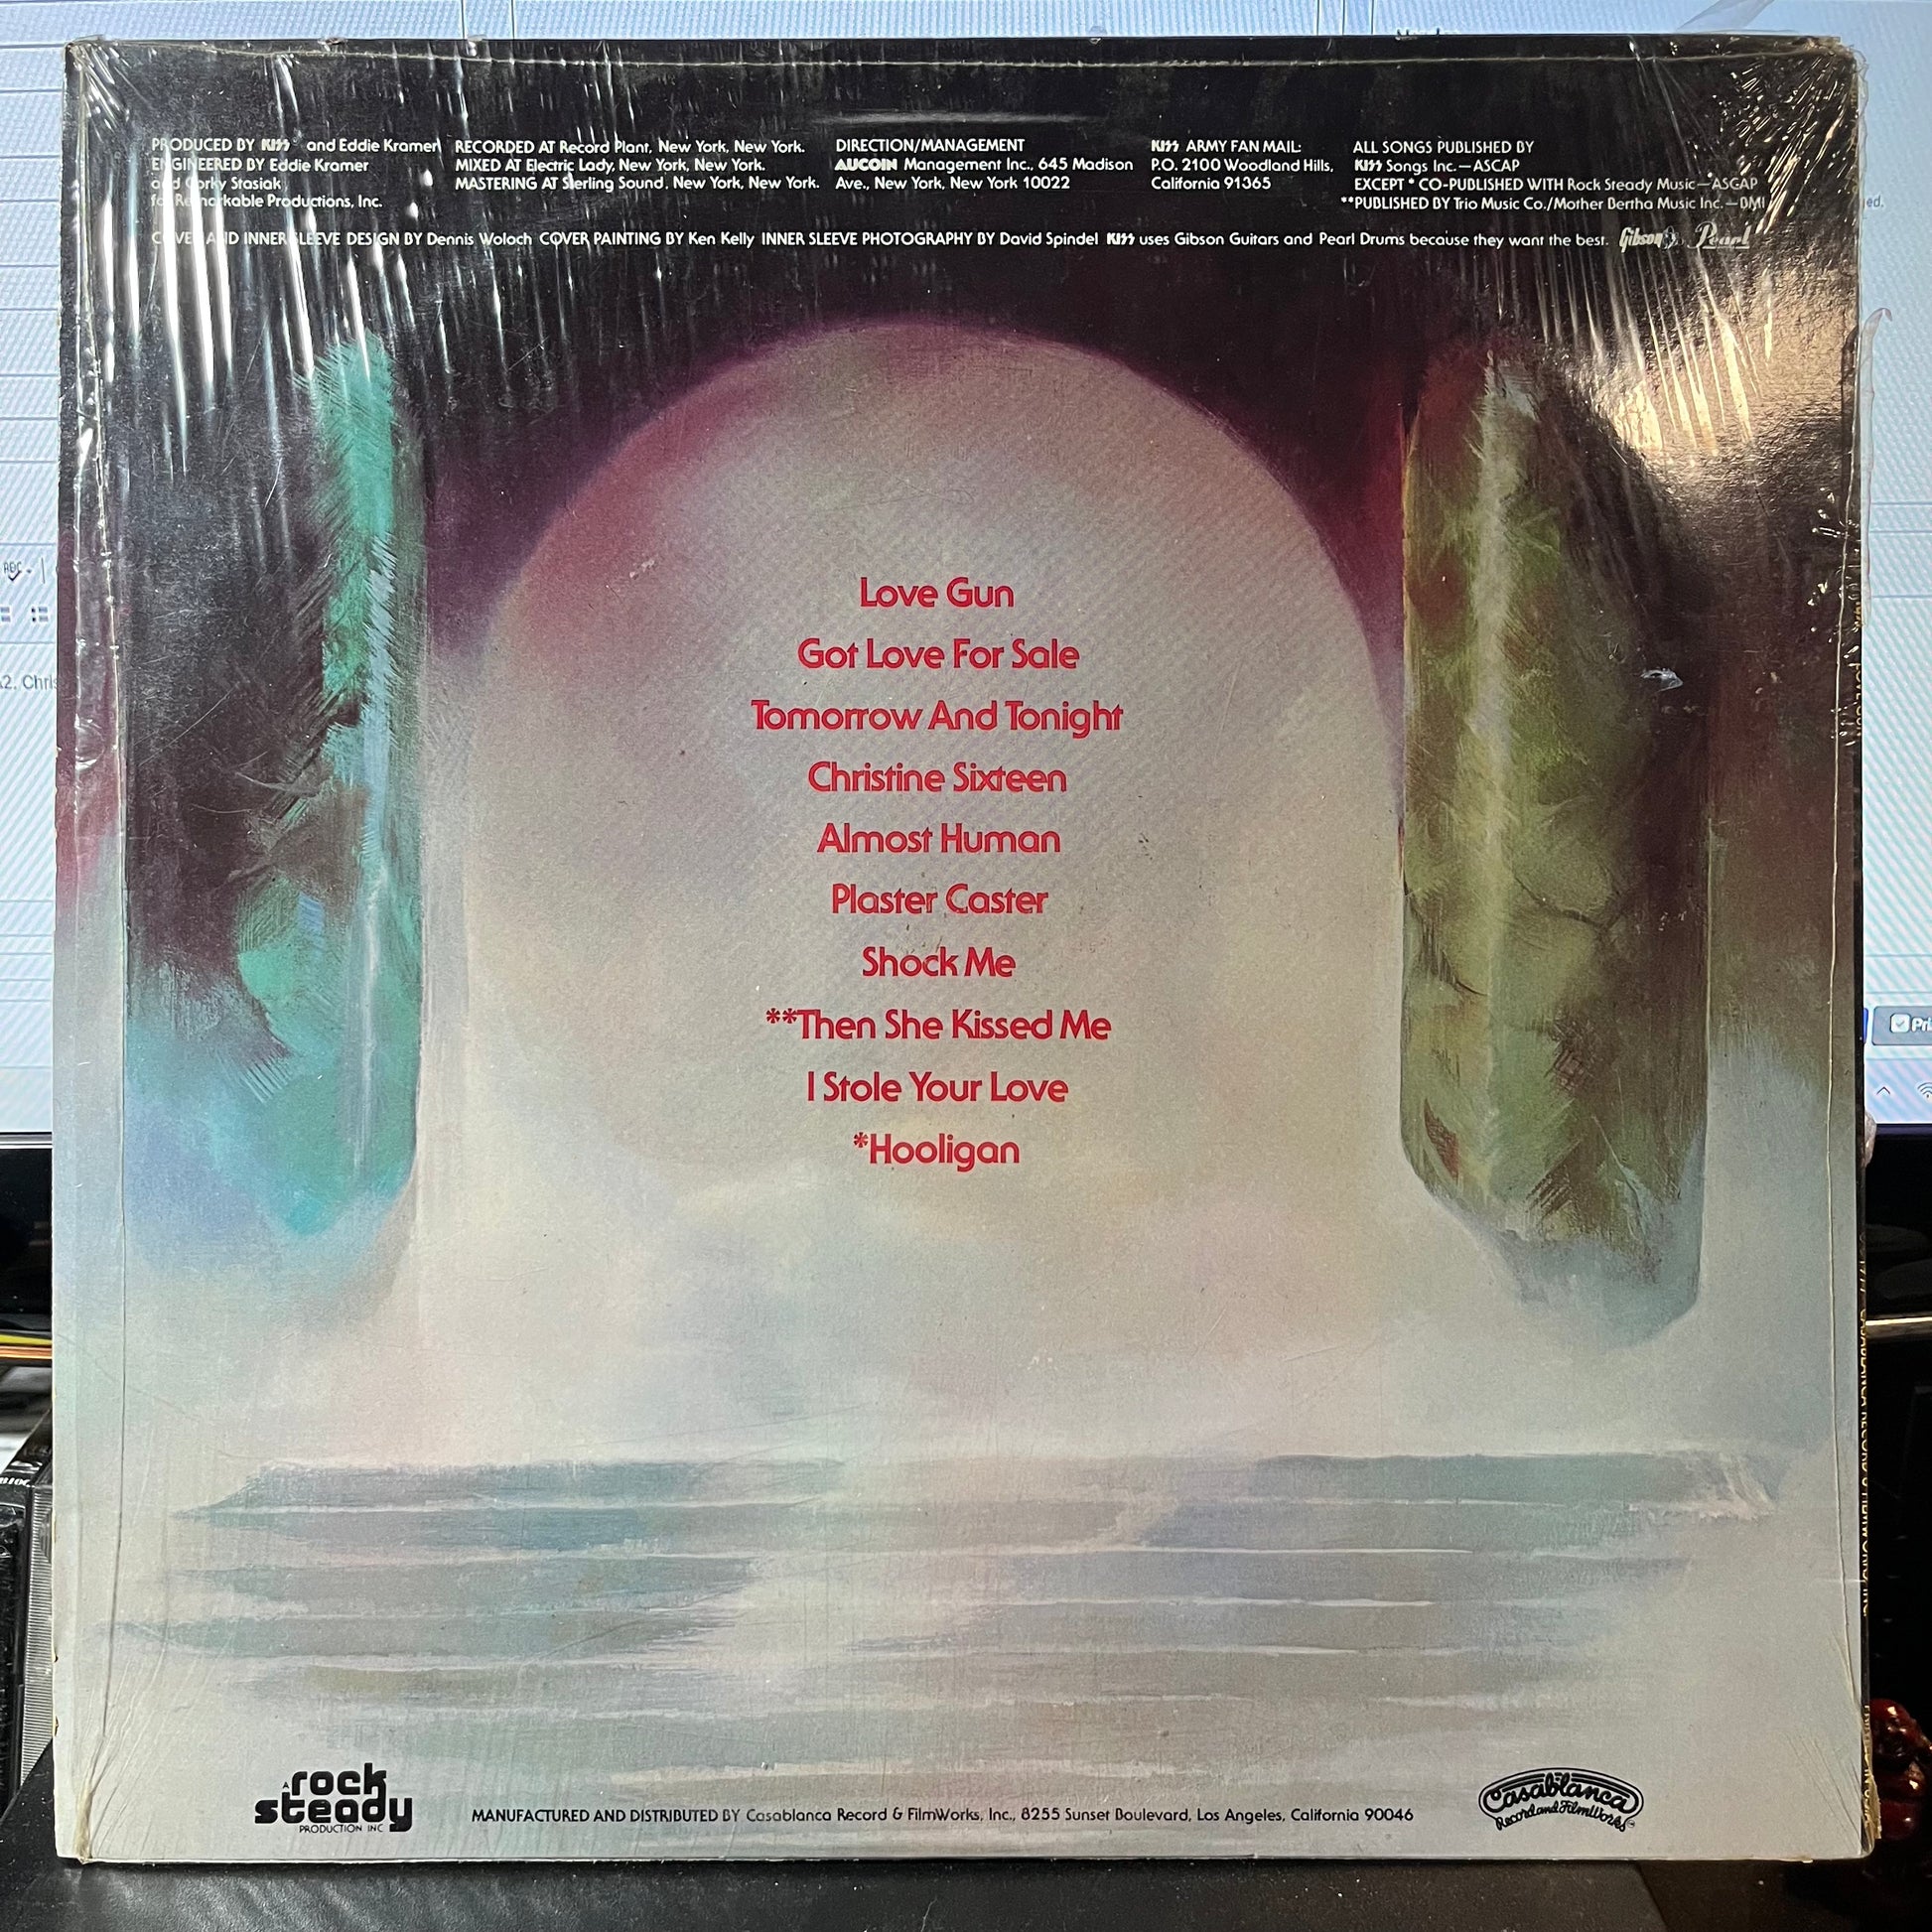 PRODUCED BY KISS and Eddie Kramer
ENGINEERED BY Eddie Kramer
and Corky Stasiak
for Remarkable Productions, Inc.
RECORDED AT Record Plant, New York, New York.
MIXED AT Electric Lady, New York, New York.
MASTERING AT Sterling Sound, New York, New York.
DIRECTION/MANAGEMENT
AUCOIN Management Inc., 645 Madison
Ave., New York, New York 10022
KISS ARMY FAN MAIL:
P.O. 2100 Woodland Hills,
California 91365
ALL SONGS PUBLISHED BY
KISS Songs Inc.—ASCAP
EXCEPT * CO-PUBLISHED WITH Rock Steady Music—ASCAP
**PUBLISHED BY Trio Music Co./Mother Bertha Music Inc.—BMI
COVER AND INNER SLEEVE DESIGN BY Dennis Woloch COVER PAINTING BY Ken Kelly INNER SLEEVE PHOTOGRAPHY BY David Spindel KISS uses Gibson Guitars and Pearl Drums because they want the best. Gibson Pearl
Love Gun
Got Love For Sale
Tomorrow And Tonight
Christine Sixteen
Almost Human
Plaster Caster
Shock Me
**Then She Kissed Me
I Stole Your Love
*Hooligan
A rock
steady
PRODUCTION INC
MANUFACTURED AND DISTRIBUTED BY Casablanca Record & FilmWorks, Inc., 8255 Sunset Boulevard, Los Angeles, California 90046
Casablanca
Record and FilmWorks